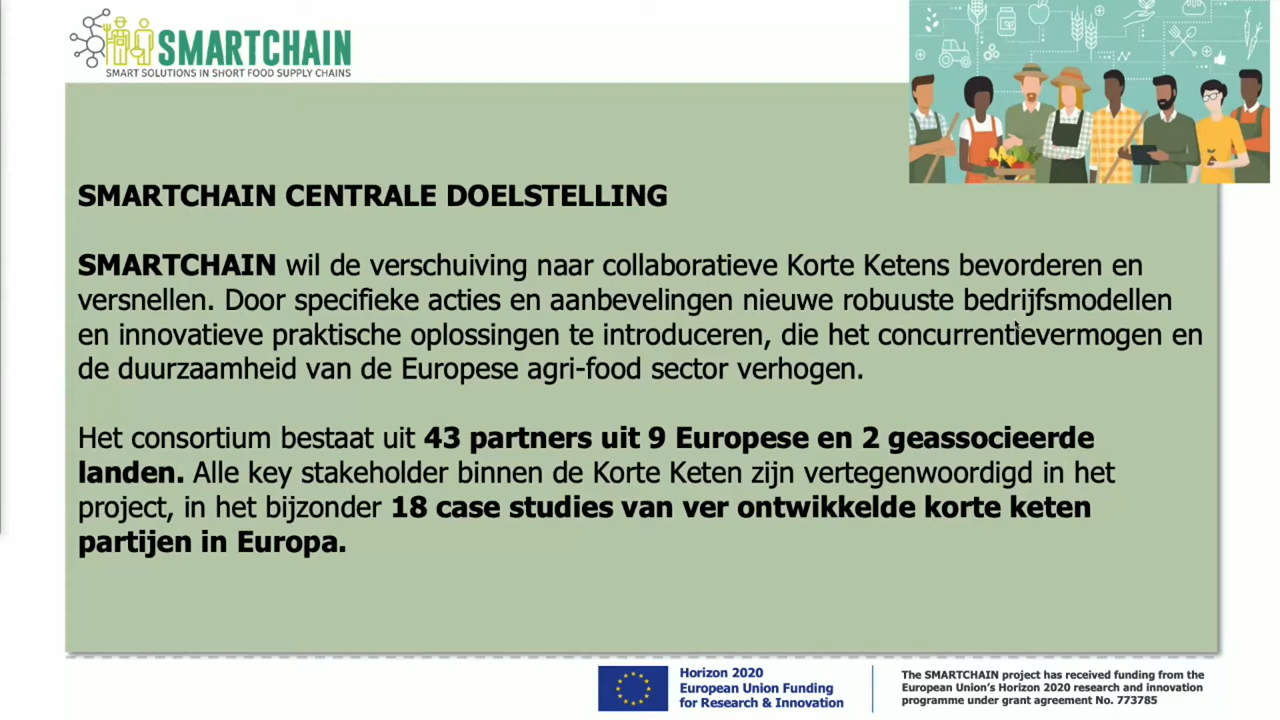 SMARTCHAIN
SMART SOLUTIONS IN SHORT FOOD SUPPLY CHAINS
SMARTCHAIN CENTRALE DOELSTELLING
SMARTCHAIN wil de verschuiving naar collaboratieve Korte Ketens bevorderen en
versnellen. Door specifieke acties en aanbevelingen nieuwe robuuste bedrijfsmodellen
en innovatieve praktische oplossingen te introduceren, die het concurrentievermogen en
de duurzaamheid van de Europese agri-food sector verhogen.
Het consortium bestaat uit 43 partners uit 9 Europese en 2 geassocieerde
landen. Alle key stakeholder binnen de Korte Keten zijn vertegenwoordigd in het
project, in het bijzonder 18 case studies van ver ontwikkelde korte keten
partijen in Europa.
Horizon 2020
European Union Funding
for Research & Innovation
The SMARTCHAIN project has received funding from the
European Union's Horizon 2020 research and innovation
programme under grant agreement No. 773785